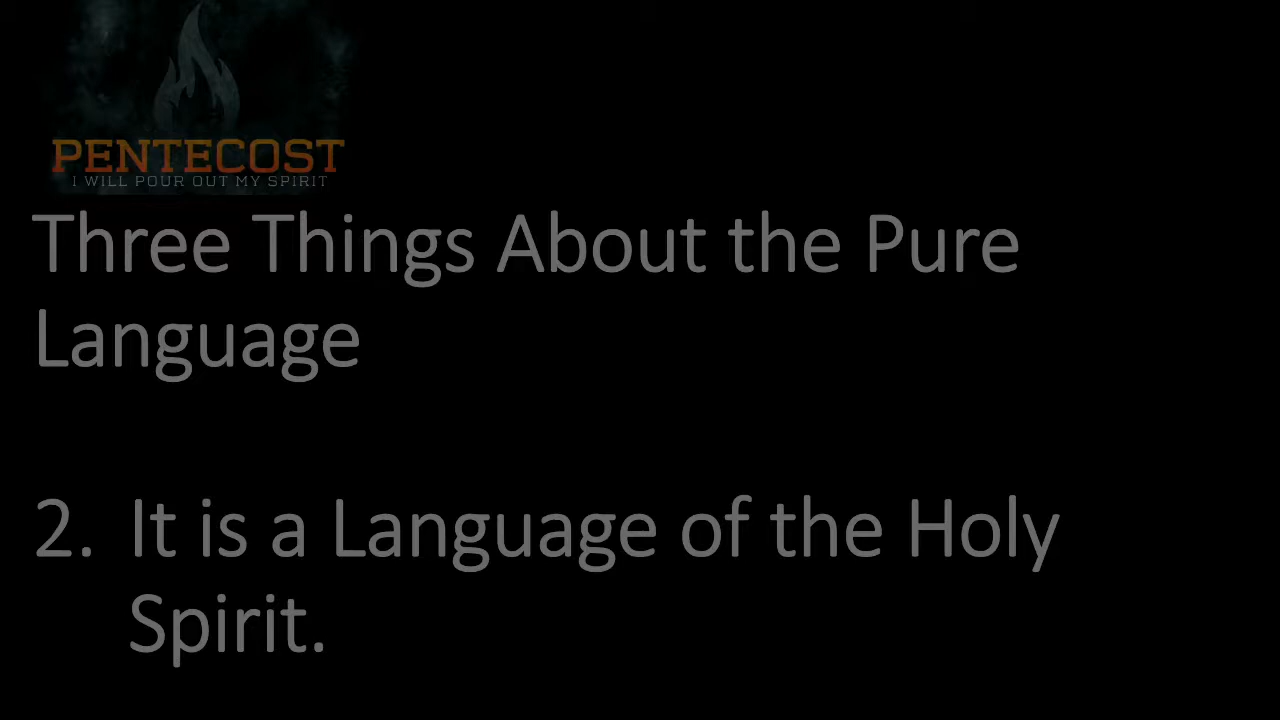 PENTECOST
I WILL POUR OUT MY SPIRIT
Three Things About the Pure
Language
2. It is a Language of the Holy
Spirit.